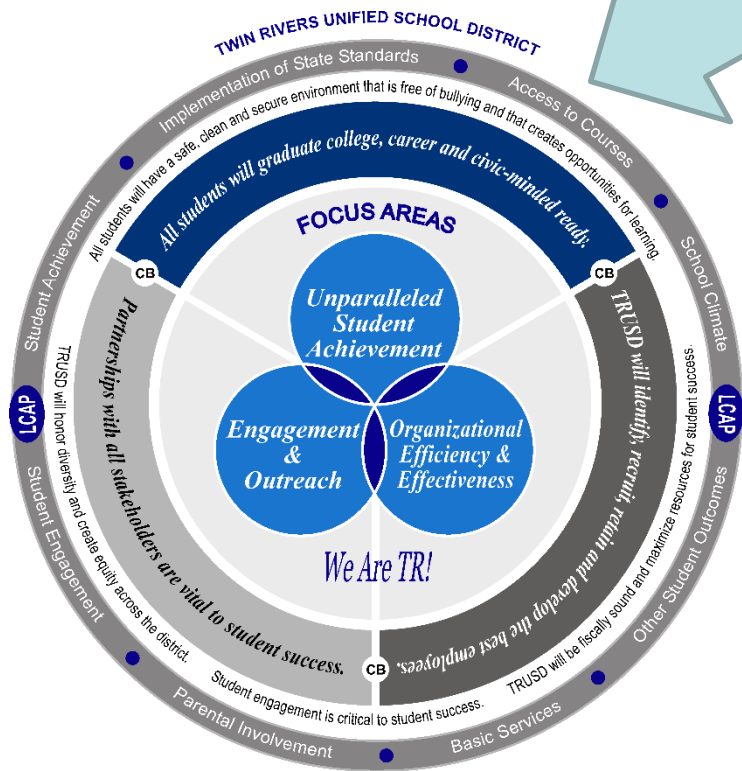 TWIN RIVERS UNIFIED SCHOOL DISTRICT
Implementation of State Standards
Access to Courses
School Climate
LCAP
Other Student Outcomes
Basic Services
Parental Involvement
Student Engagement
LCAP
Student Achievement
All students will have a safe, clean and secure environment that is free of bullying and that creates opportunities for learning.
TRUSD will be fiscally sound and maximize resources for student success.
Student engagement is critical to student success.
TRUSD will honor diversity and create equity across the district.
All students will graduate college, career and civic-minded ready.
CB
TRUSD will identify, recruit, retain and develop the best employees.
CB
Partnerships with all stakeholders are vital to student success.
CB
FOCUS AREAS
Unparalleled
Student
Achievement
Engagement
&
Outreach
Organizational
Efficiency &
Effectiveness
We Are TR!